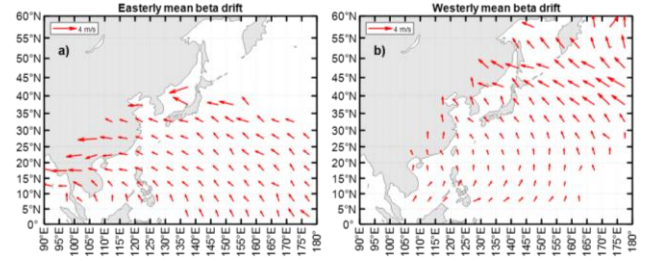 Easterly mean beta drift
60°N
55°N
50°N
45°N
40°N
35°N
30°N
25°N
20°N
15°N
10°N
5°N
0°
4 m/s
a)
90°E
95°E
100°E
105°E
110°E
115°E
120°E
125°E
130°E
135°E
140°E
145°E
150°E
155°E
160°E
165°E
170°E
175°E
180°
Westerly mean beta drift
60°N
55°N
50°N
45°N
40°N
35°N
30°N
25°N
20°N
15°N
10°N
5°N
0°
4 m/s
b)
90°E
95°E
100°E
105°E
110°E
115°E
120°E
125°E
130°E
135°E
140°E
145°E
150°E
155°E
160°E
165°E
170°E
175°E
180°